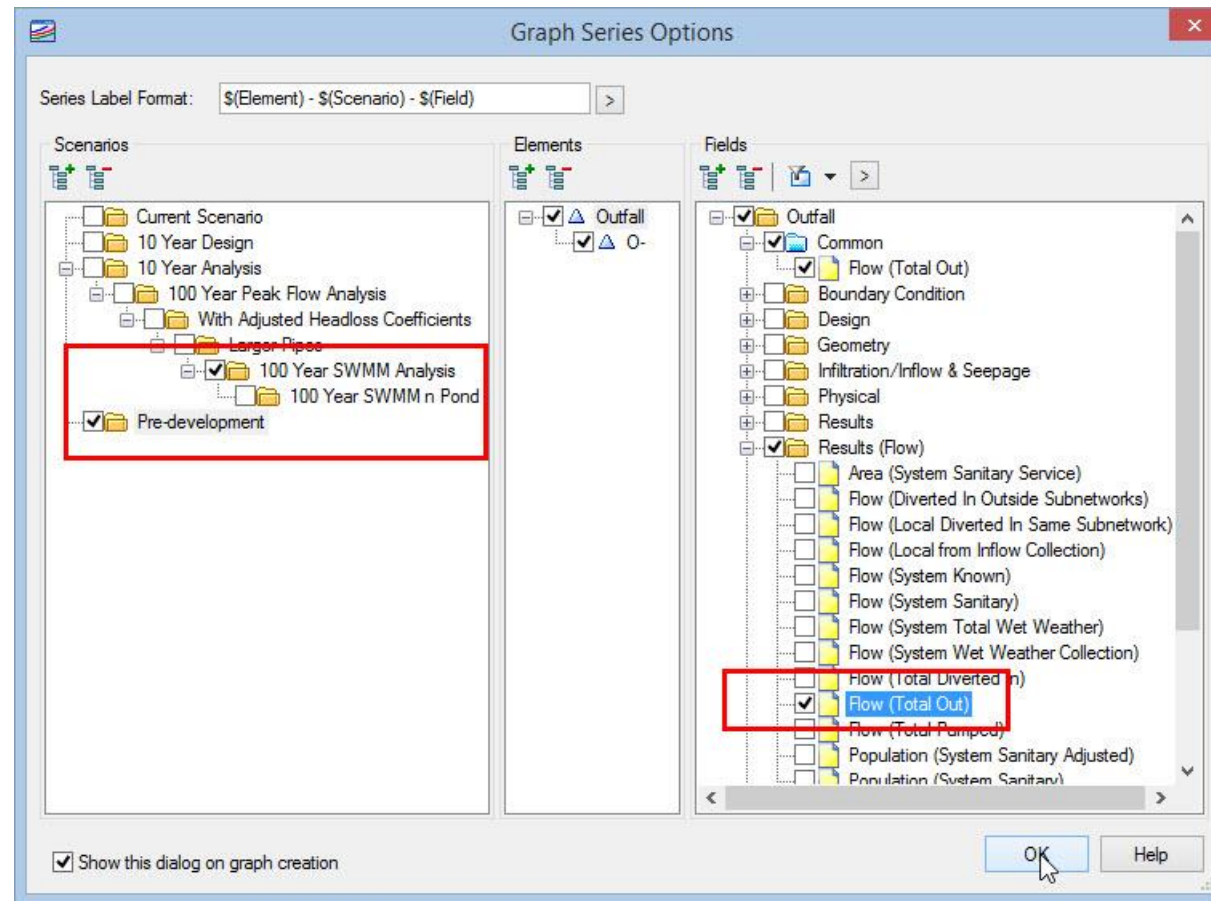 Graph Series Options
Series Label Format: $(Element) - $(Scenario) - $(Field) >
Scenarios
Current Scenario
10 Year Design
10 Year Analysis
100 Year Peak Flow Analysis
With Adjusted Headloss Coefficients
Larger Pipes
100 Year SWMM Analysis
100 Year SWMM n Pond
Pre-development
Elements
Outfall
O-
Fields
>
Outfall
Common
Flow (Total Out)
Boundary Condition
Design
Geometry
Infiltration/Inflow & Seepage
Physical
Results
Results (Flow)
Area (System Sanitary Service)
Flow (Diverted In Outside Subnetworks)
Flow (Local Diverted In Same Subnetwork)
Flow (Local from Inflow Collection)
Flow (System Known)
Flow (System Sanitary)
Flow (System Total Wet Weather)
Flow (System Wet Weather Collection)
Flow (Total Diverted In)
Flow (Total Out)
Flow (Total Pumped)
Population (System Sanitary Adjusted)
Population (System Sanitary)
Show this dialog on graph creation
OK
Help